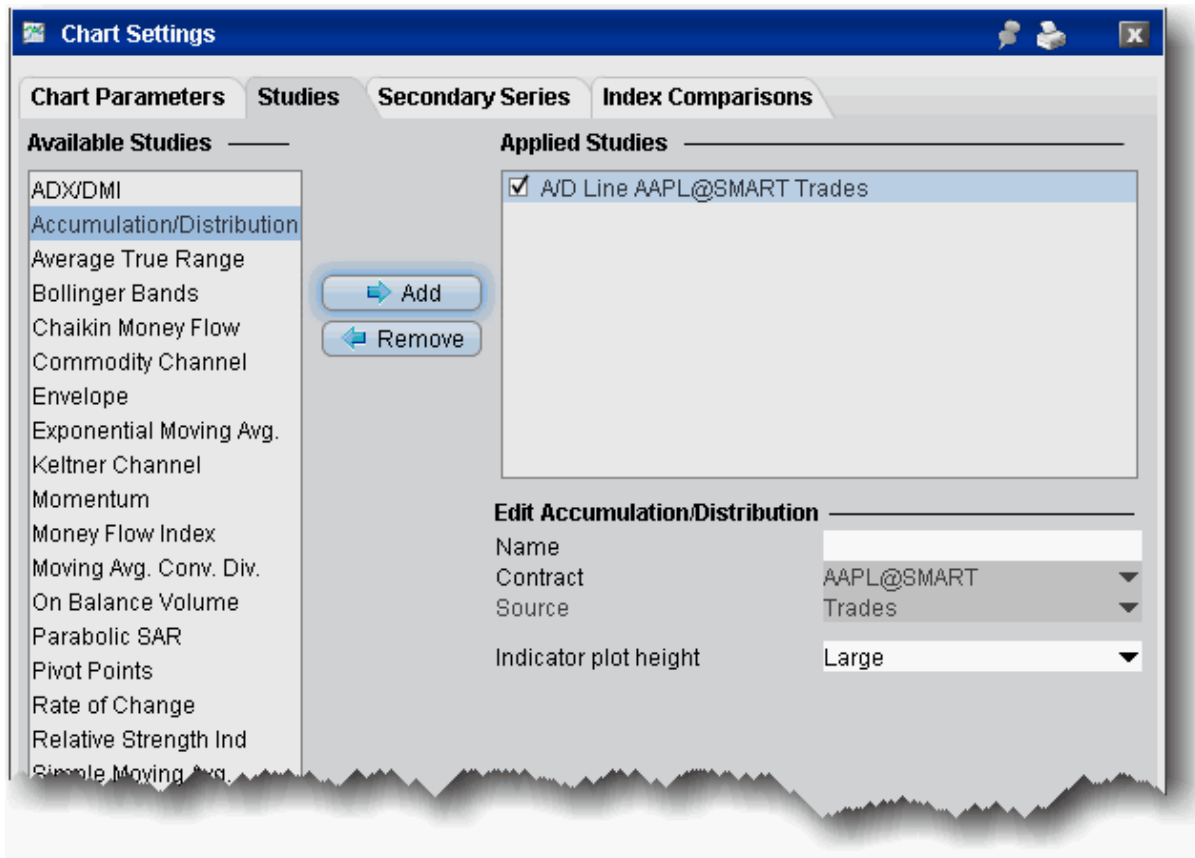 Chart Settings
Chart Parameters Studies Secondary Series Index Comparisons
Available Studies
ADX/DMI
Accumulation/Distribution
Average True Range
Bollinger Bands
Chaikin Money Flow
Commodity Channel
Envelope
Exponential Moving Avg.
Keltner Channel
Momentum
Money Flow Index
Moving Avg. Conv. Div.
On Balance Volume
Parabolic SAR
Pivot Points
Rate of Change
Relative Strength Ind
Simple Moving Avg.
Add
Remove
Applied Studies
A/D Line AAPL@SMART Trades
Edit Accumulation/Distribution
Name
Contract AAPL@SMART
Source Trades
Indicator plot height Large